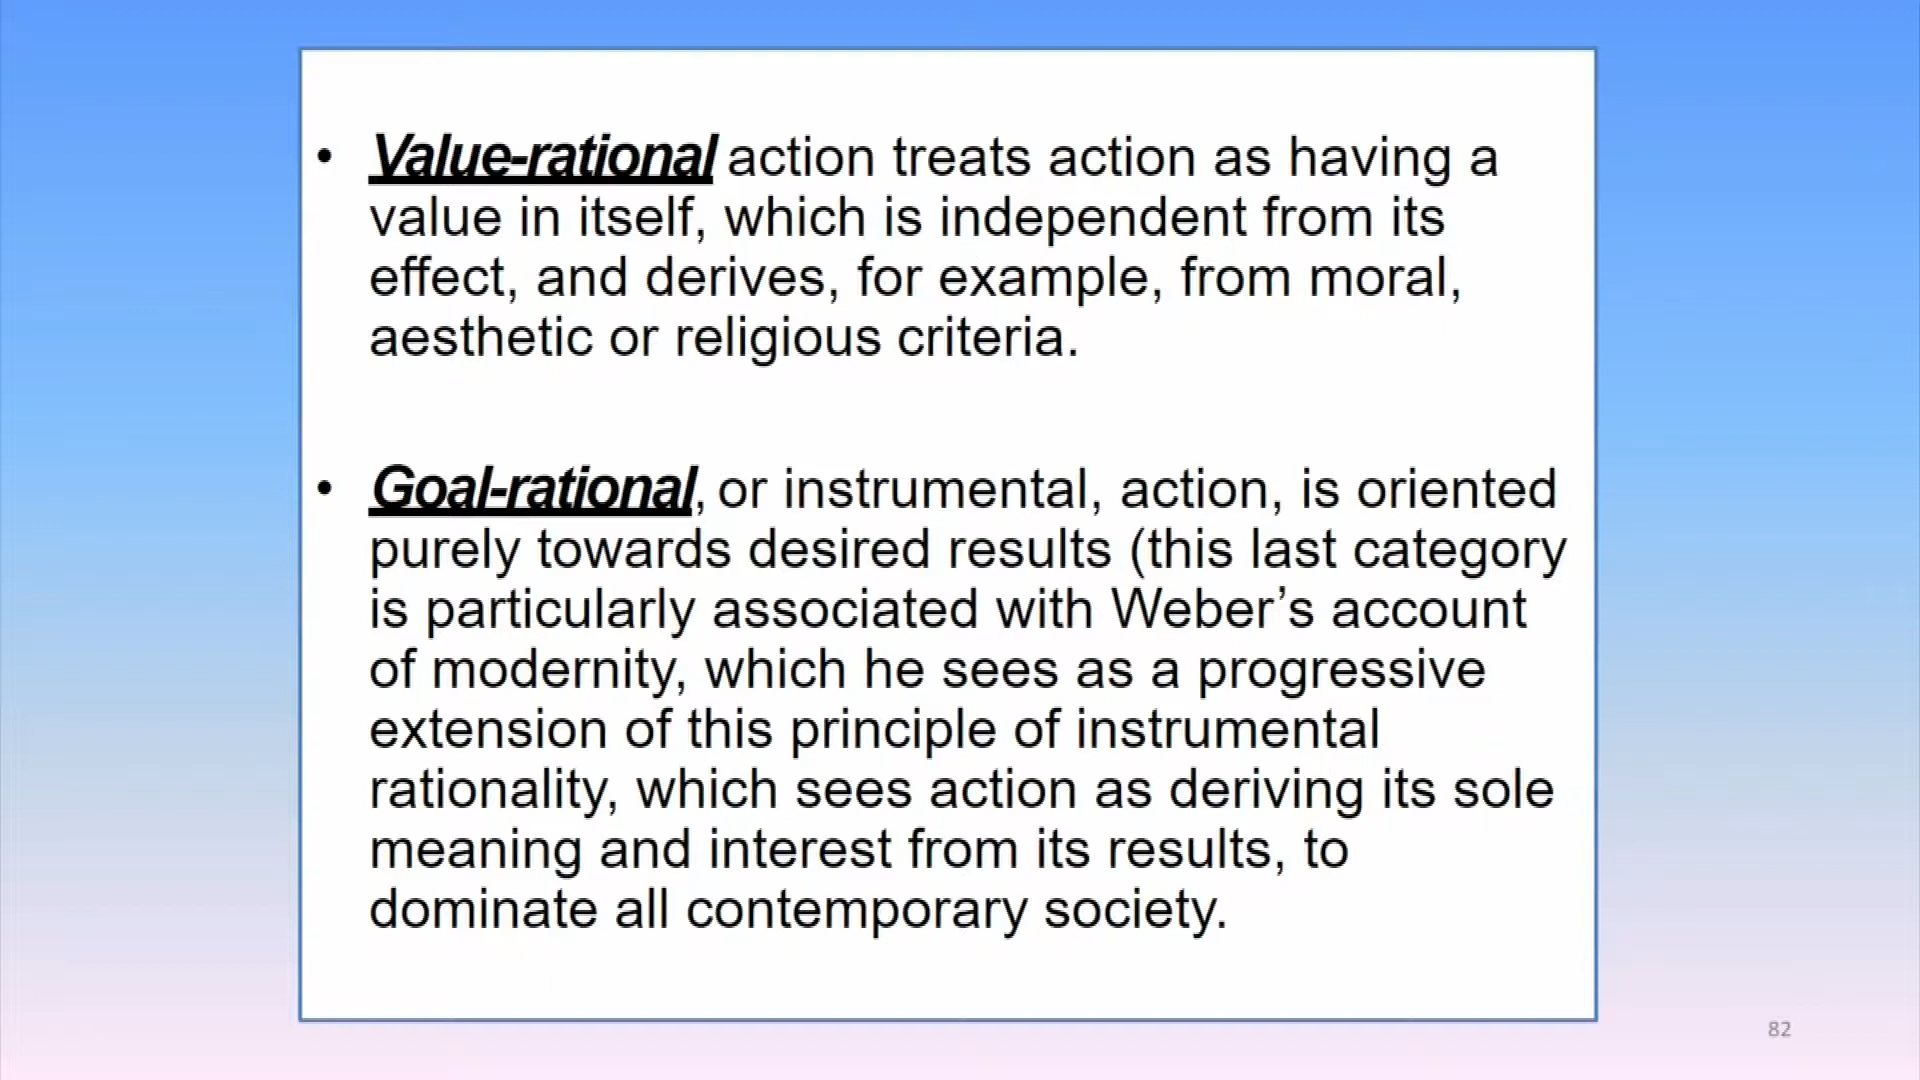 • Value-rational action treats action as having a
value in itself, which is independent from its
effect, and derives, for example, from moral,
aesthetic or religious criteria.
• Goal-rational, or instrumental, action, is oriented
purely towards desired results (this last category
is particularly associated with Weber’s account
of modernity, which he sees as a progressive
extension of this principle of instrumental
rationality, which sees action as deriving its sole
meaning and interest from its results, to
dominate all contemporary society.
82